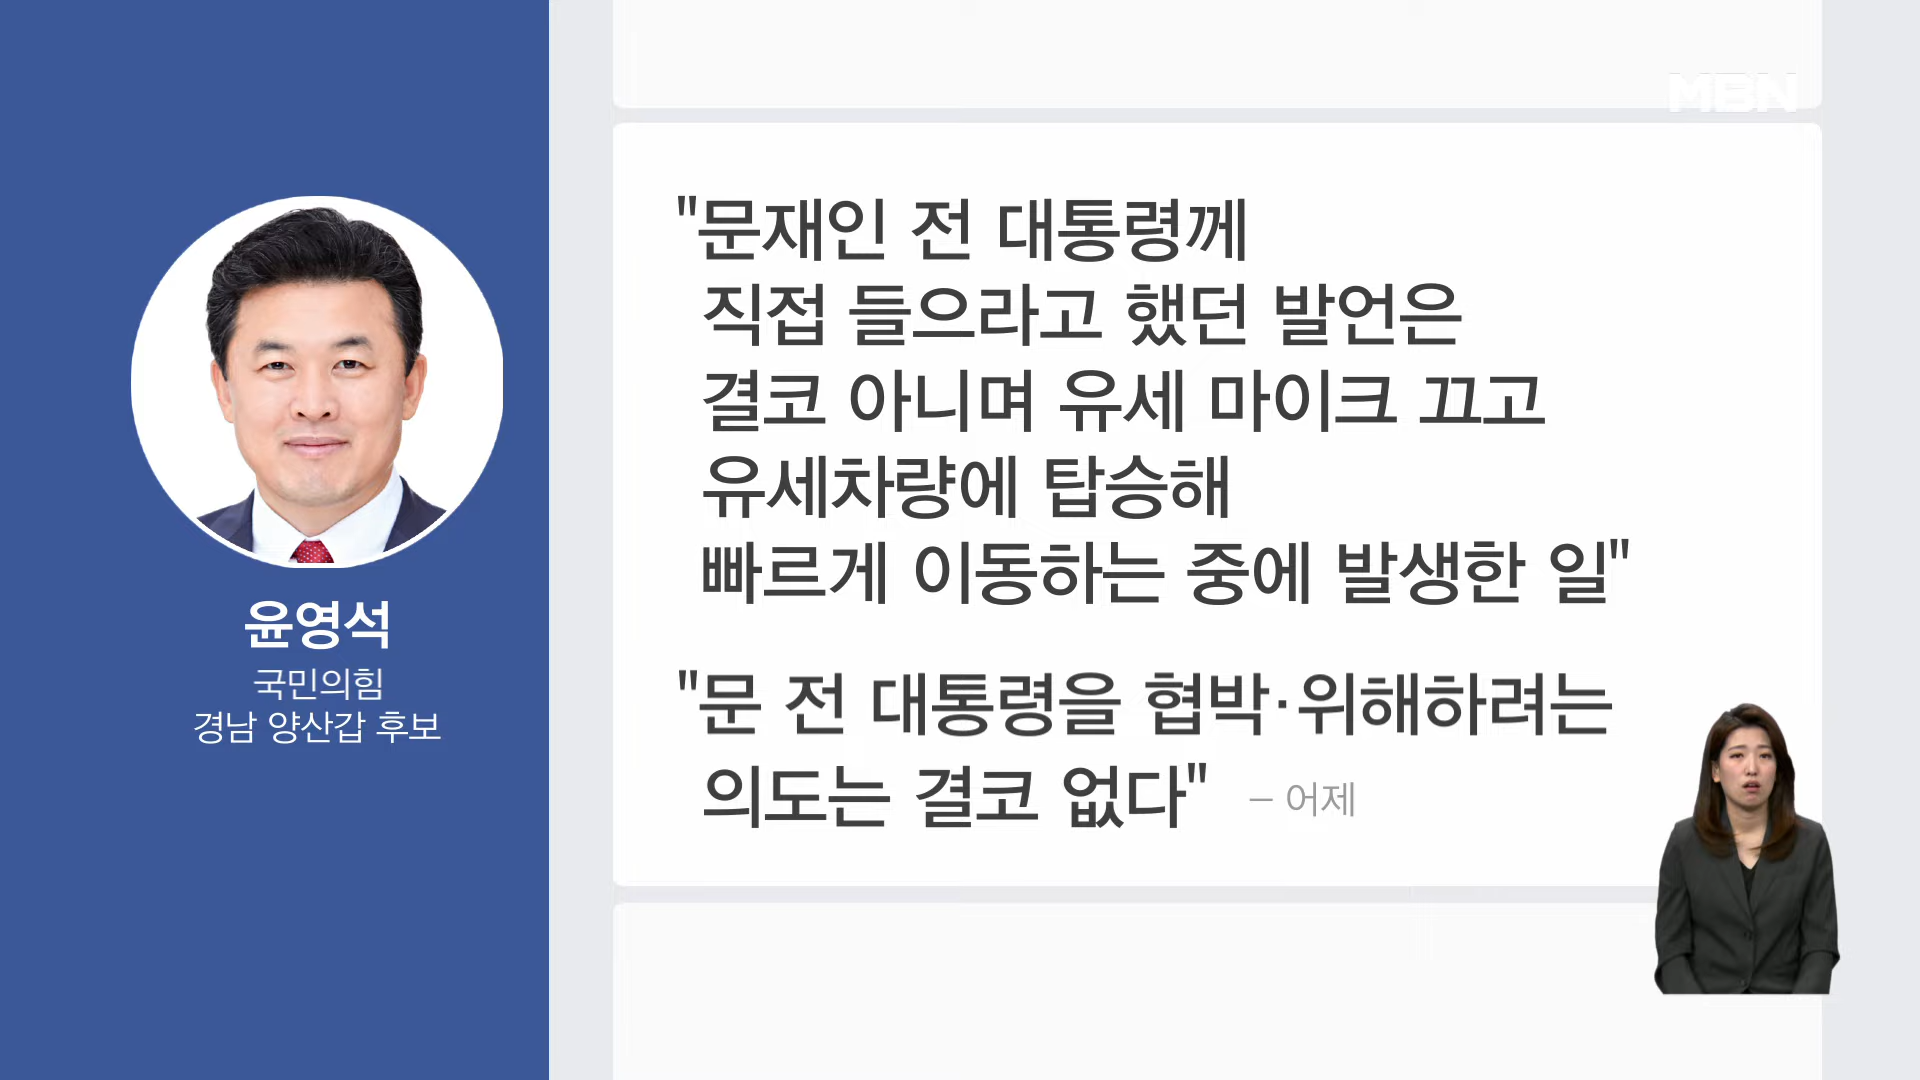 MBN
"문재인 전 대통령께
직접 들으라고 했던 발언은
결코 아니며 유세 마이크 끄고
유세차량에 탑승해
빠르게 이동하는 중에 발생한 일"
"문 전 대통령을 협박·위해하려는
의도는 결코 없다" – 어제
윤영석
국민의힘
경남 양산갑 후보